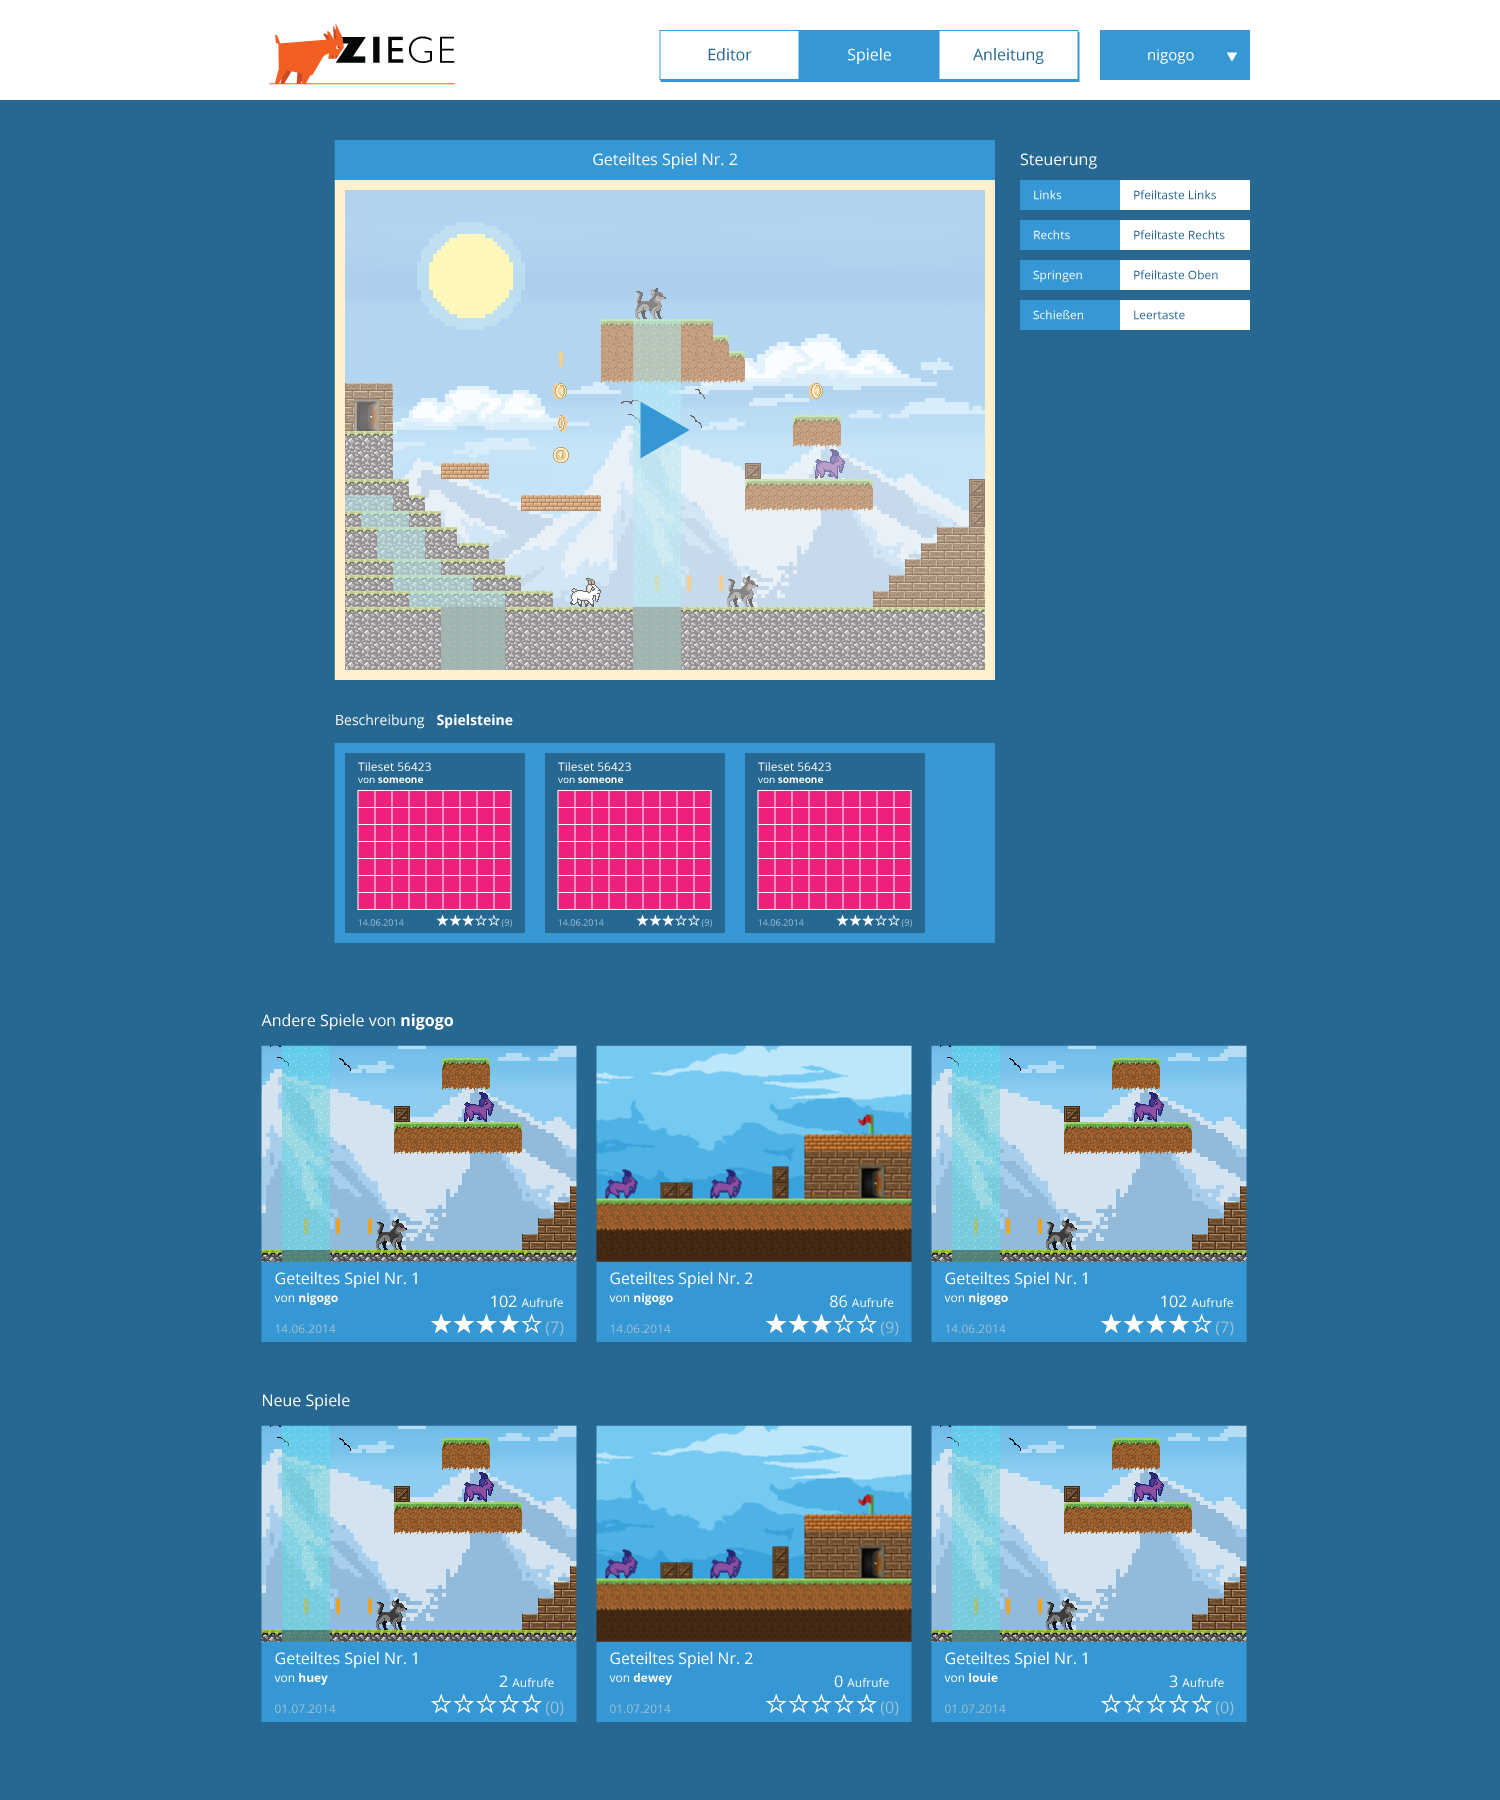 ZIEGE
Editor
Spiele
Anleitung
nigogo
Geteiltes Spiel Nr. 2
Steuerung
Links Pfeiltaste Links
Rechts Pfeiltaste Rechts
Springen Pfeiltaste Oben
Schießen Leertaste
Beschreibung Spielsteine
Tileset 56423
von someone
14.06.2014 (9)
Tileset 56423
von someone
14.06.2014 (9)
Tileset 56423
von someone
14.06.2014 (9)
Andere Spiele von nigogo
Geteiltes Spiel Nr. 1
von nigogo
102 Aufrufe
14.06.2014 (7)
Geteiltes Spiel Nr. 2
von nigogo
86 Aufrufe
14.06.2014 (9)
Geteiltes Spiel Nr. 1
von nigogo
102 Aufrufe
14.06.2014 (7)
Neue Spiele
Geteiltes Spiel Nr. 1
von huey
2 Aufrufe
01.07.2014 (0)
Geteiltes Spiel Nr. 2
von dewey
0 Aufrufe
01.07.2014 (0)
Geteiltes Spiel Nr. 1
von louie
3 Aufrufe
01.07.2014 (0)